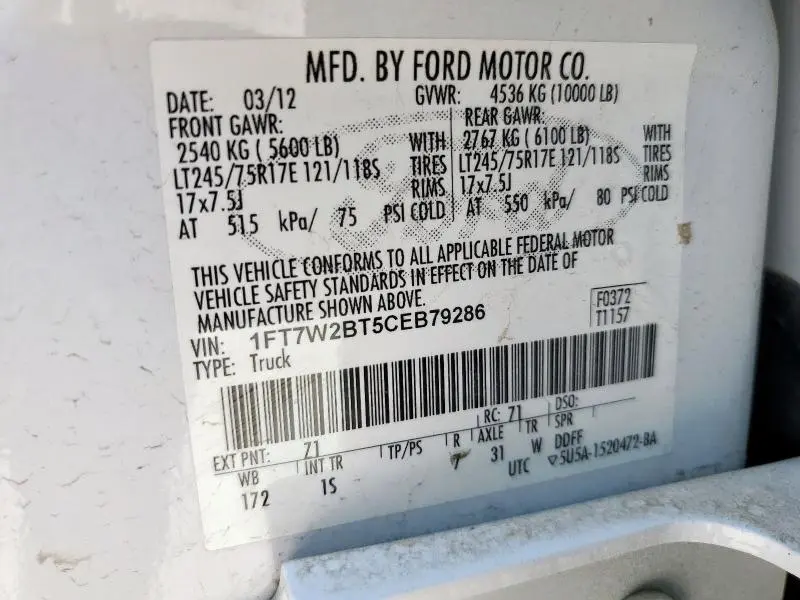 MFD. BY FORD MOTOR CO.
DATE: 03/12 GVWR: 4536 KG (10000 LB)
FRONT GAWR: REAR GAWR:
2540 KG ( 5600 LB) WITH 2767 KG ( 6100 LB) WITH
LT245/75R17E 121/118S TIRES LT245/75R17E 121/118S TIRES
17x7.5J RIMS 17x7.5J RIMS
AT 515 kPa/ 75 PSI COLD AT 550 kPa/ 80 PSI COLD
THIS VEHICLE CONFORMS TO ALL APPLICABLE FEDERAL MOTOR
VEHICLE SAFETY STANDARDS IN EFFECT ON THE DATE OF
MANUFACTURE SHOWN ABOVE.
VIN: 1FT7W2BT5CEB79286 F0372
TYPE: Truck T1157
EXT PNT: Z1 RC: 71 DSO:
WB INT TR TP/PS R AXLE TR SPR
172 1S 7 31 W DDFF
UTC ▽5U5A-1520472-BA